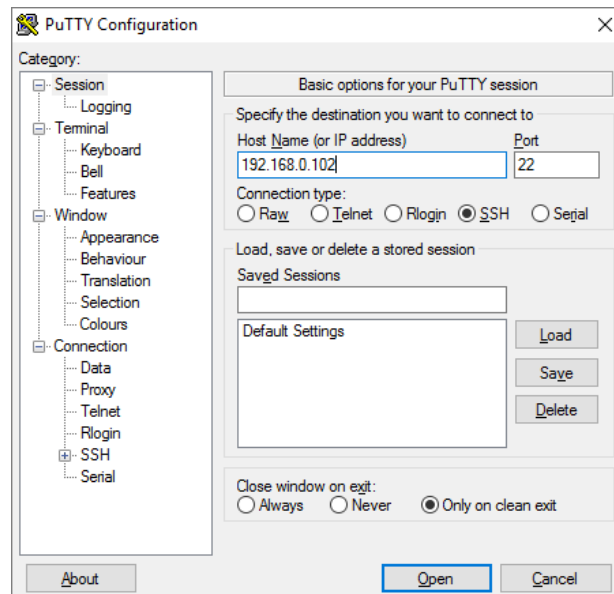 PuTTY Configuration
Category:
Session
Logging
Terminal
Keyboard
Bell
Features
Window
Appearance
Behaviour
Translation
Selection
Colours
Connection
Data
Proxy
Telnet
Rlogin
SSH
Serial
Basic options for your PuTTY session
Specify the destination you want to connect to
Host Name (or IP address) Port
192.168.0.102 22
Connection type:
Raw Telnet Rlogin SSH Serial
Load, save or delete a stored session
Saved Sessions
Default Settings
Load
Save
Delete
Close window on exit:
Always Never Only on clean exit
About Open Cancel